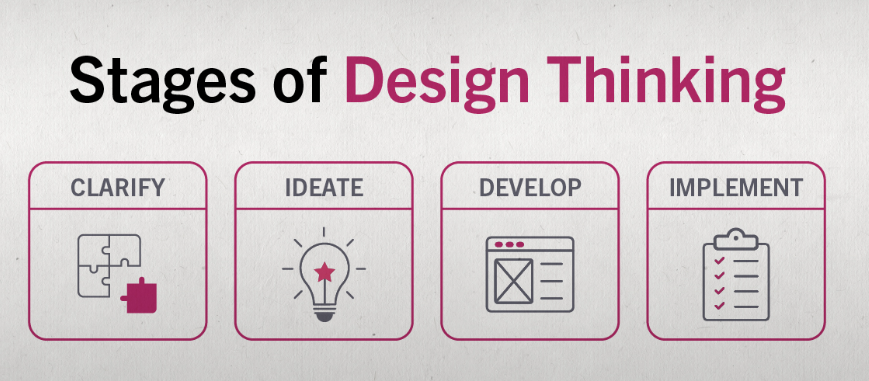 Stages of Design Thinking
CLARIFY
IDEATE
DEVELOP
IMPLEMENT